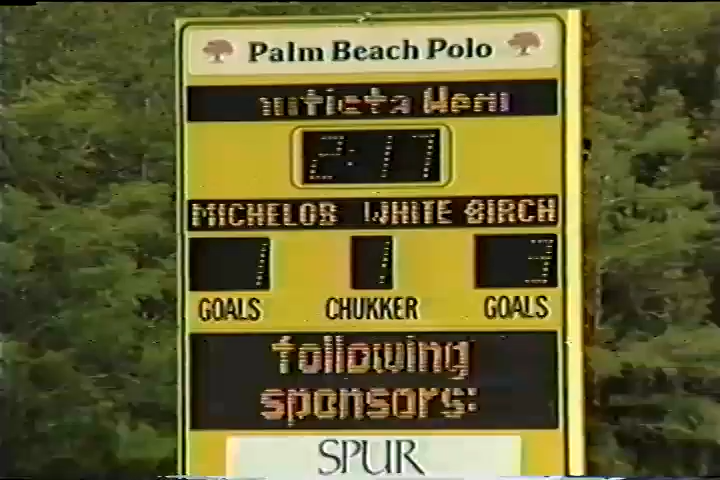 Palm Beach Polo
2:17
MICHELOB WHITE BIRCH
1 1 3
GOALS CHUKKER GOALS
following
sponsors:
SPUR